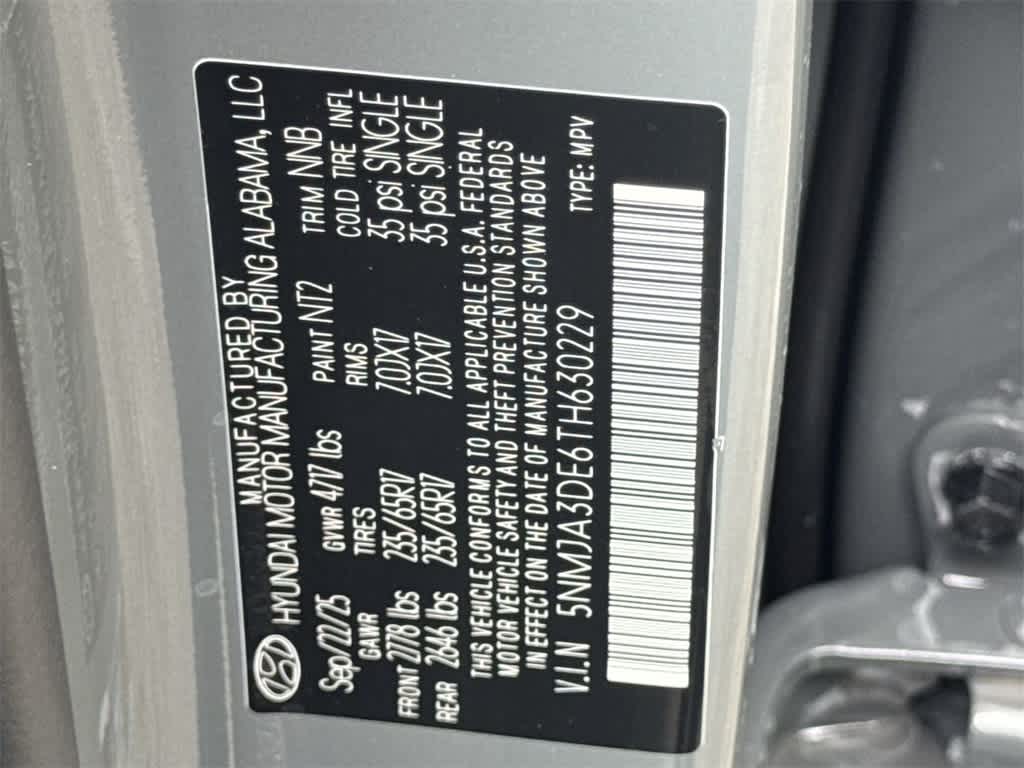 MANUFACTURED BY
HYUNDAI MOTOR MANUFACTURING ALABAMA, LLC
Sep/22/25 GVWR 4717 lbs PAINT NT2 TRIM NNB
GAWR TIRES RIMS COLD TIRE INFL
FRONT 2778 lbs 235/65R17 7.0X17 35 psi SINGLE
REAR 2646 lbs 235/65R17 7.0X17 35 psi SINGLE
THIS VEHICLE CONFORMS TO ALL APPLICABLE U.S.A. FEDERAL
MOTOR VEHICLE SAFETY AND THEFT PREVENTION STANDARDS
IN EFFECT ON THE DATE OF MANUFACTURE SHOWN ABOVE
V.I.N 5NMJA3DE6TH630229 TYPE: MPV